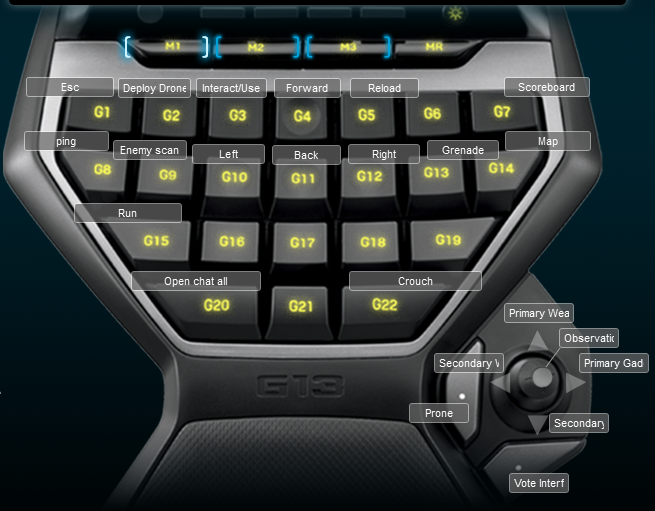 M1 M2 M3 MR
Esc Deploy Drone Interact/Use Forward Reload Scoreboard
G1 G2 G3 G4 G5 G6 G7
ping Enemy scan Left Back Right Grenade Map
G8 G9 G10 G11 G12 G13 G14
Run
G15 G16 G17 G18 G19
Open chat all Crouch
G20 G21 G22
Primary Wea
Observatic
Secondary V Primary Gad
G13
Prone
Secondary
Vote Interf